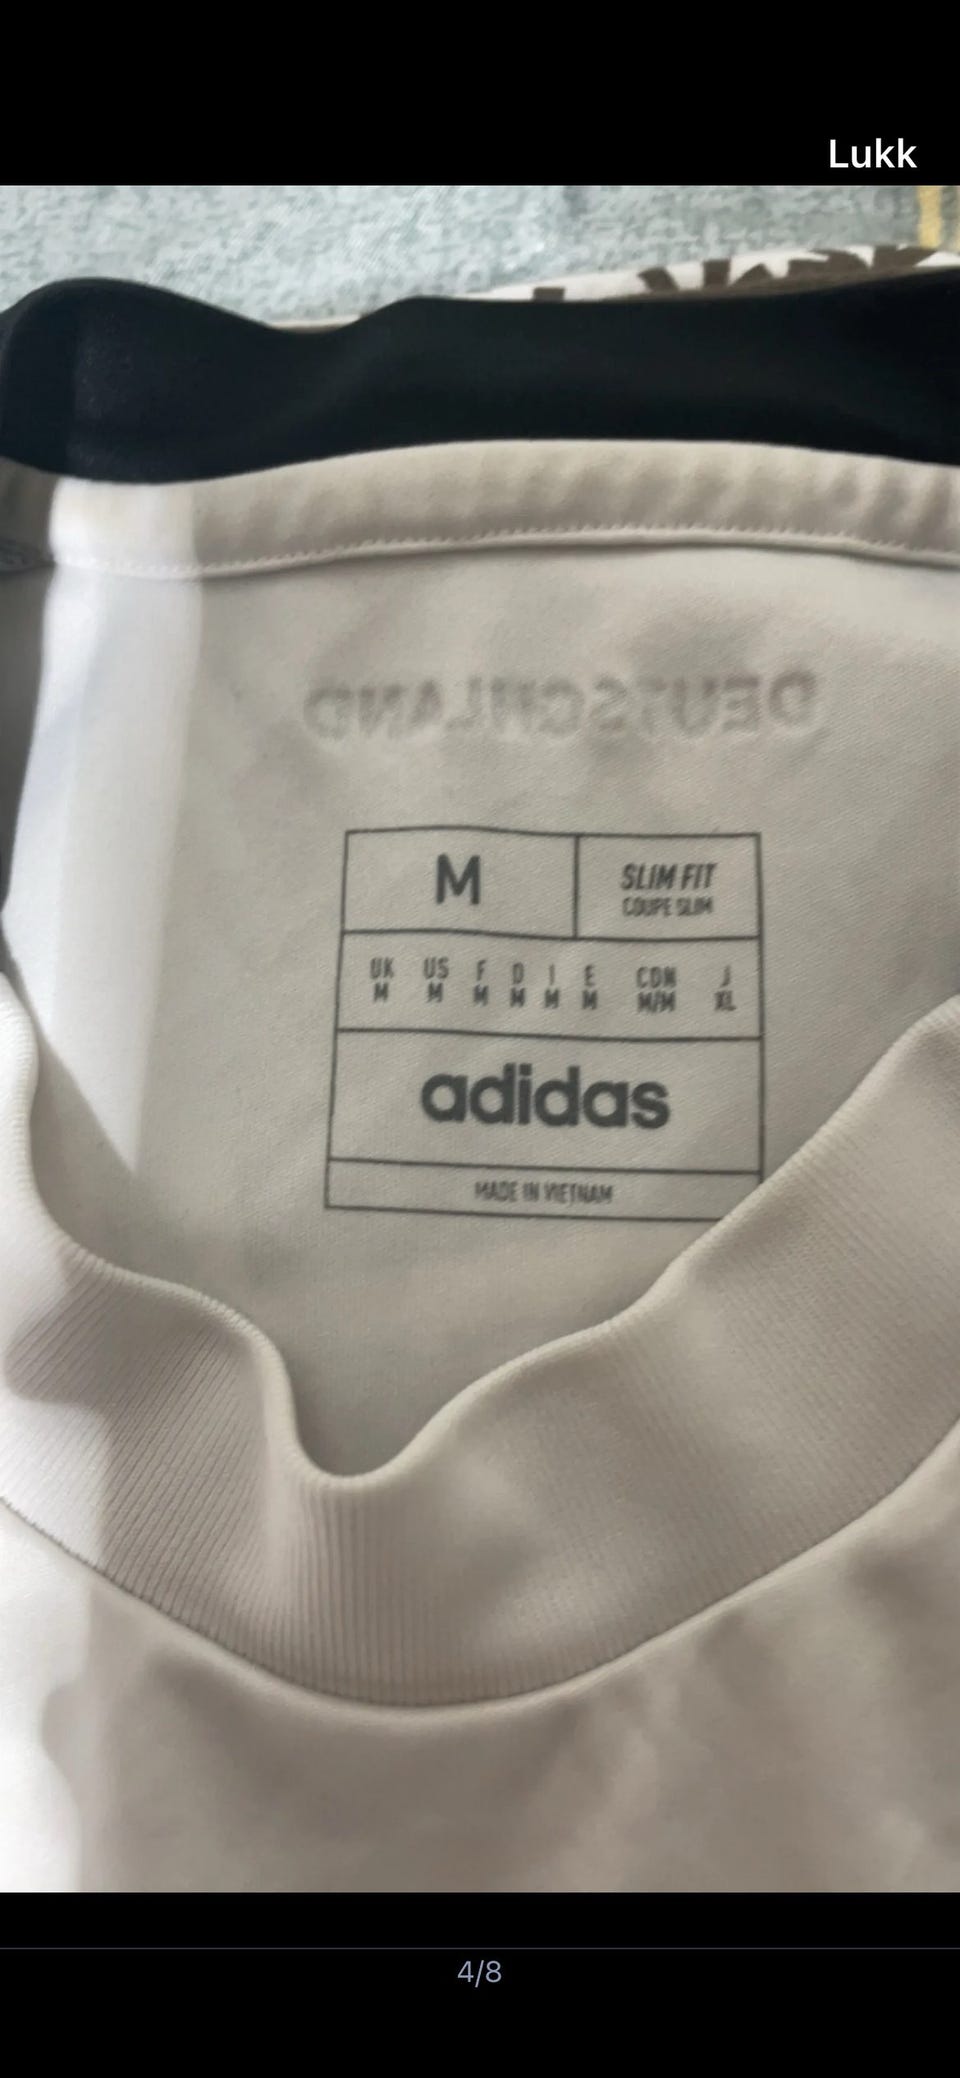 Lukk
DEUTSCHLAND
M
SLIM FIT
COUPE SLIM
UK US F D I E CDN J
M M M M M M M/M XL
adidas
MADE IN VIETNAM
4/8